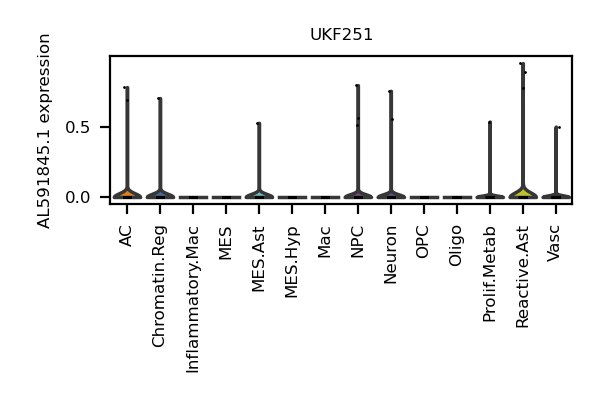 UKF251
AL591845.1 expression
0.5
0.0
AC
Chromatin.Reg
Inflammatory.Mac
MES
MES.Ast
MES.Hyp
Mac
NPC
Neuron
OPC
Oligo
Prolif.Metab
Reactive.Ast
Vasc